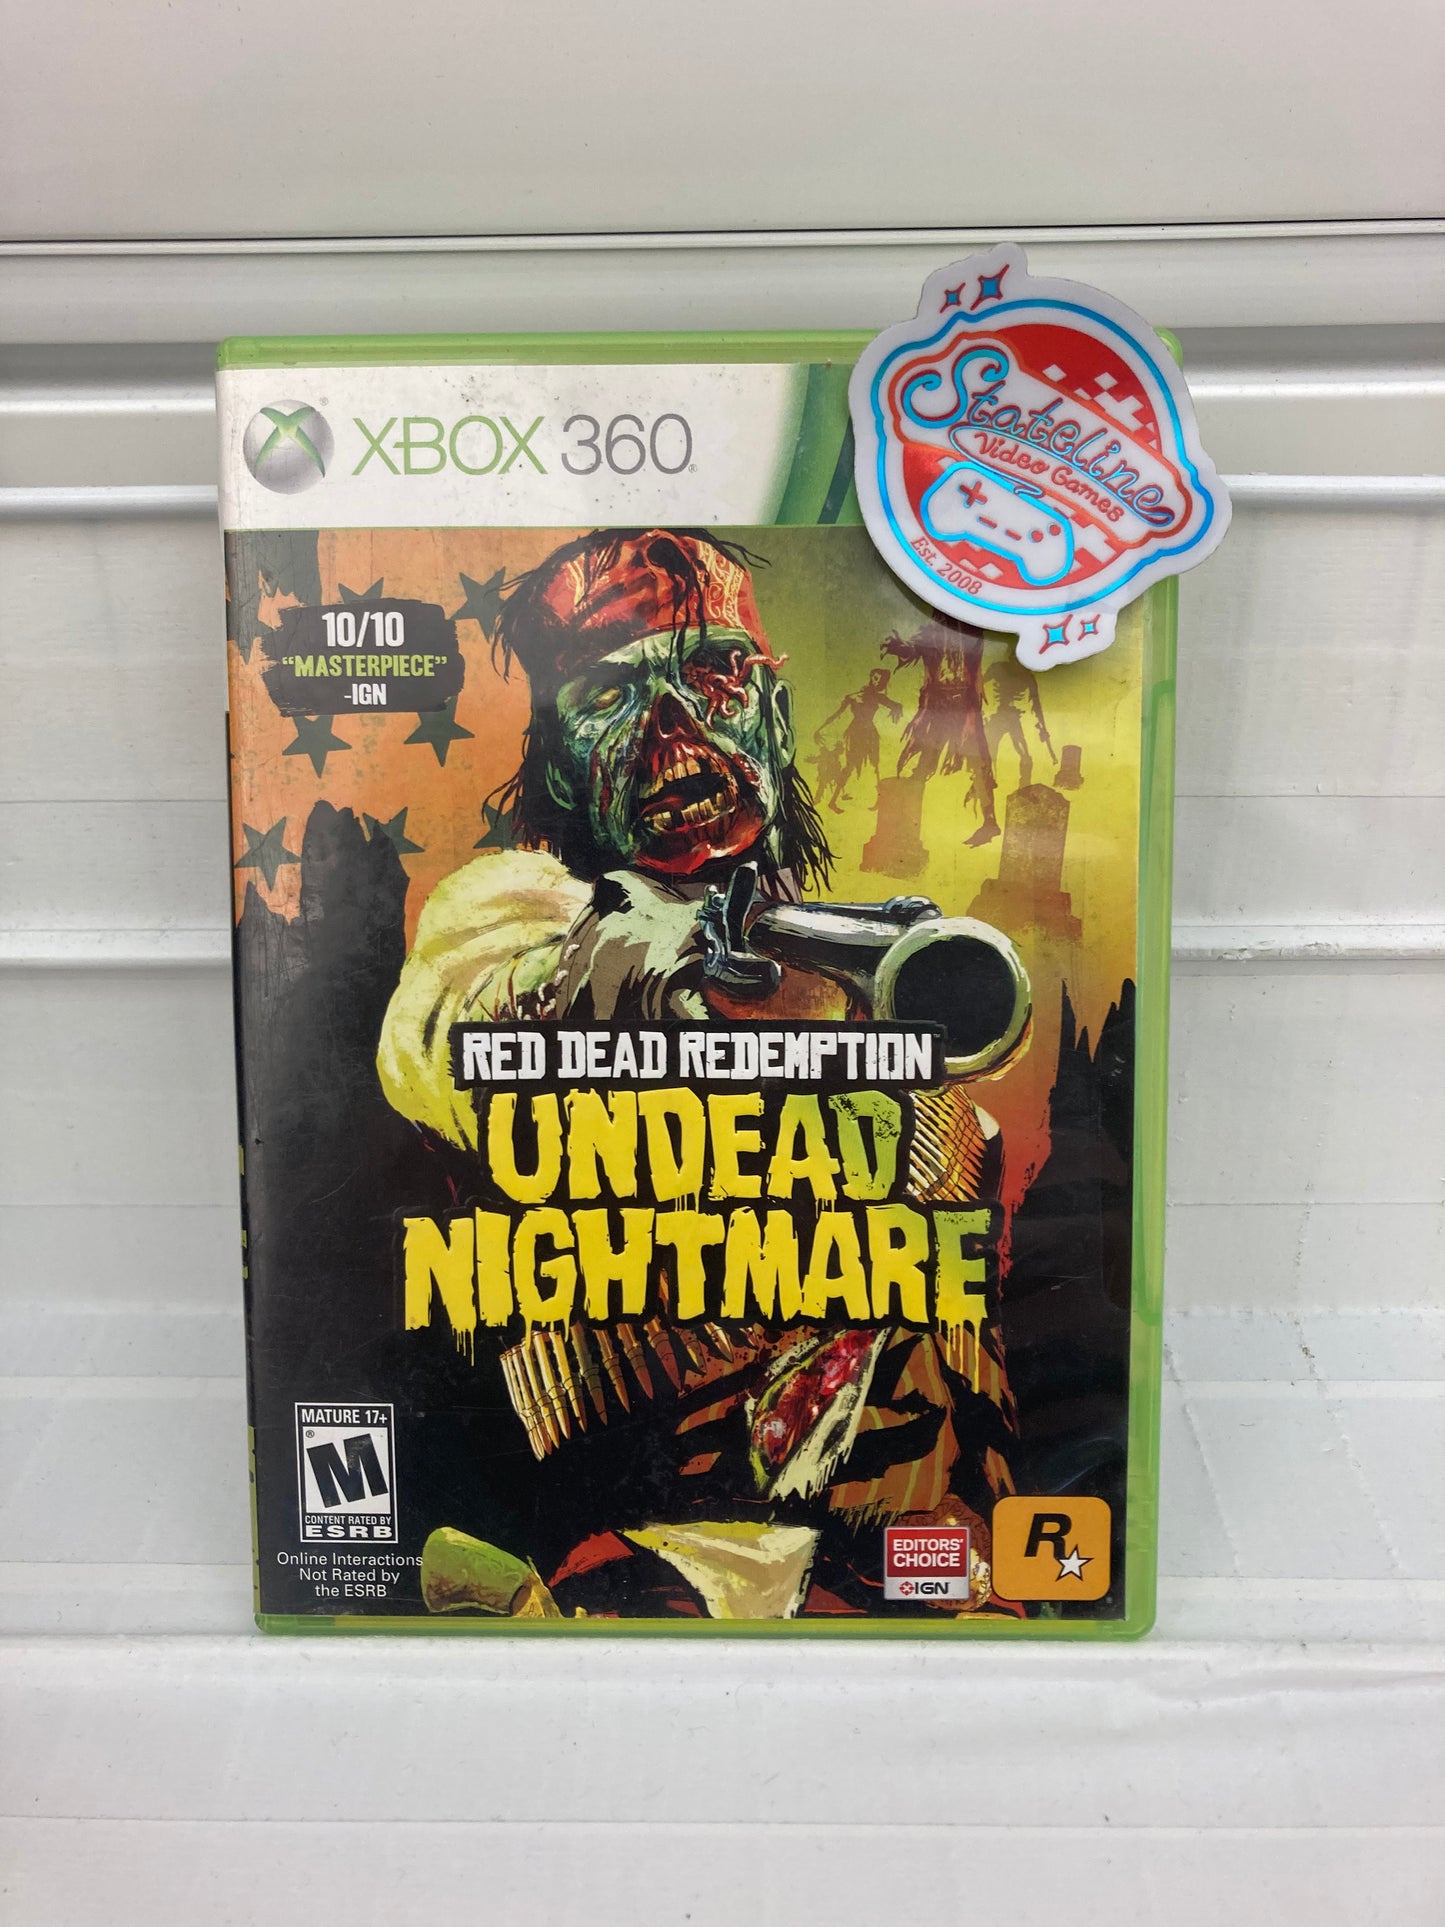 XBOX 360
Stateline
Video Games
Est. 2008
10/10
"MASTERPIECE"
-IGN
RED DEAD REDEMPTION
UNDEAD
NIGHTMARE
MATURE 17+
M
CONTENT RATED BY
ESRB
Online Interactions
Not Rated by
the ESRB
EDITORS'
CHOICE
IGN
R